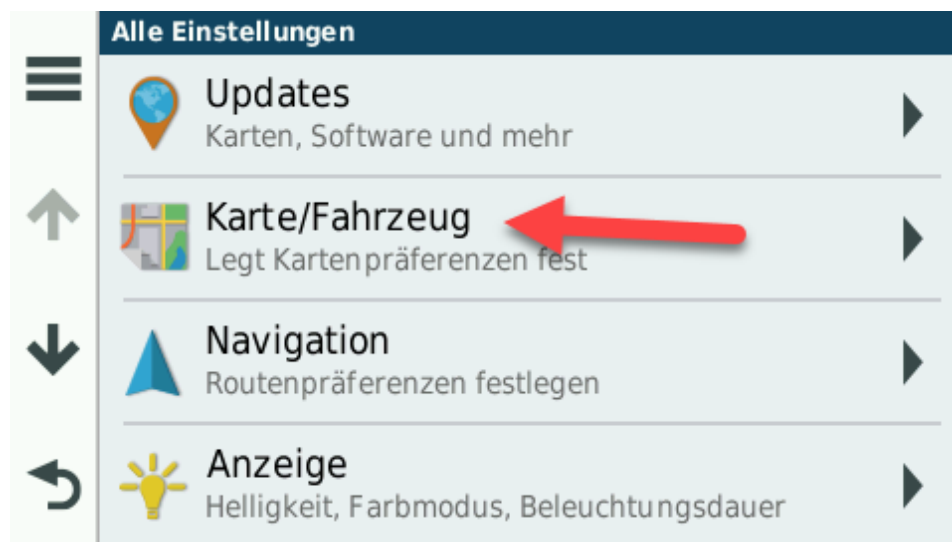 Alle Einstellungen
Updates
Karten, Software und mehr
Karte/Fahrzeug
Legt Kartenpräferenzen fest
Navigation
Routenpräferenzen festlegen
Anzeige
Helligkeit, Farbmodus, Beleuchtungsdauer